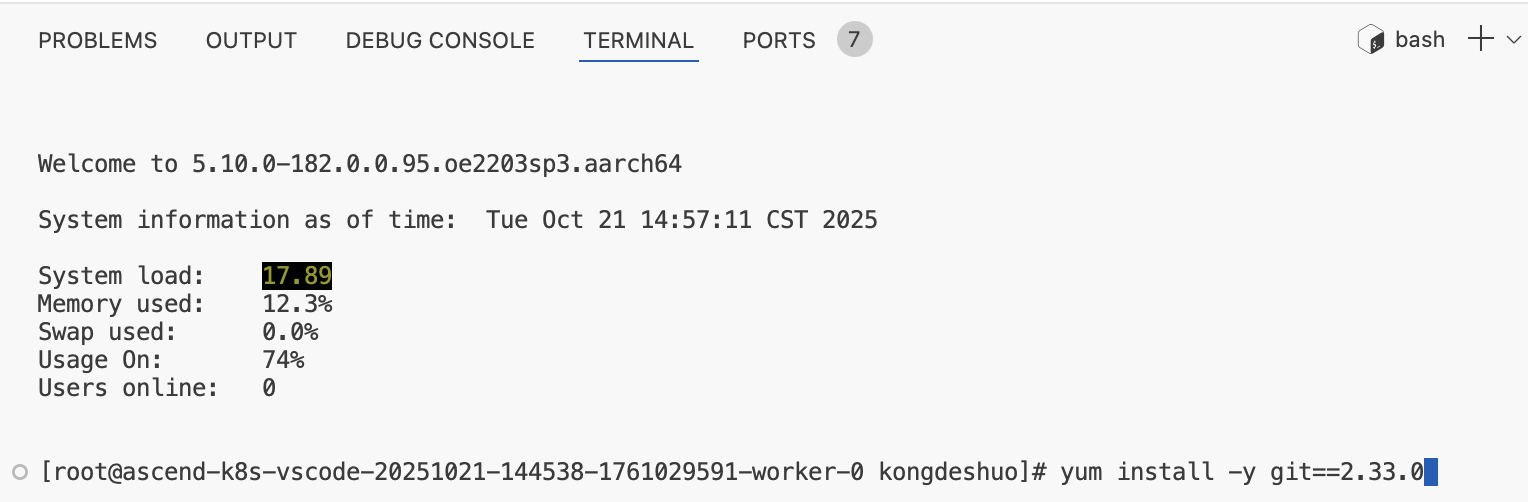 PROBLEMS OUTPUT DEBUG CONSOLE TERMINAL PORTS 7 bash
Welcome to 5.10.0-182.0.0.95.oe2203sp3.aarch64
System information as of time:  Tue Oct 21 14:57:11 CST 2025
System load:    17.89
Memory used:    12.3%
Swap used:      0.0%
Usage On:       74%
Users online:   0
[root@ascend-k8s-vscode-20251021-144538-1761029591-worker-0 kongdeshuo]# yum install -y git==2.33.0